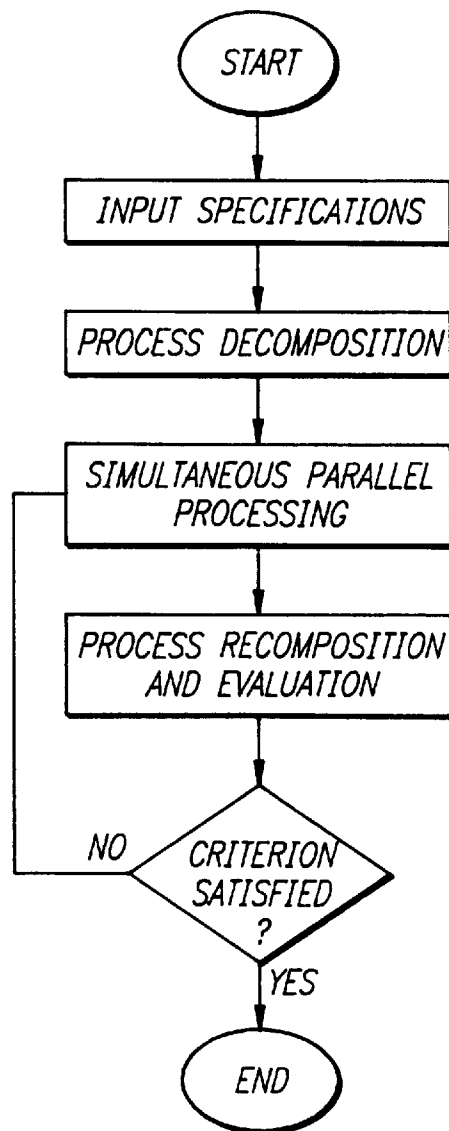 START
INPUT SPECIFICATIONS
PROCESS DECOMPOSITION
SIMULTANEOUS PARALLEL
PROCESSING
PROCESS RECOMPOSITION
AND EVALUATION
NO
CRITERION
SATISFIED
?
YES
END